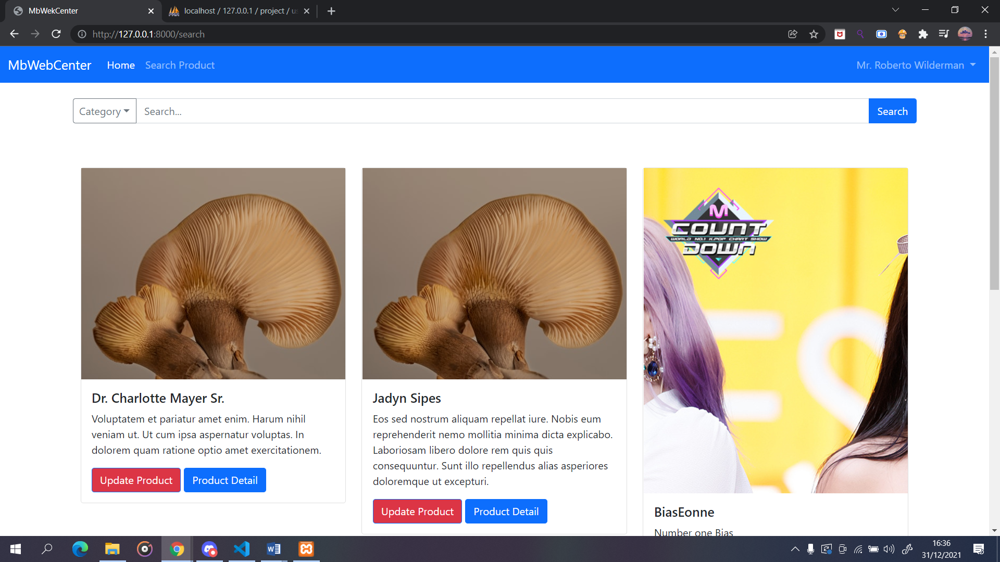 MbWekCenter
localhost / 127.0.0.1 / project / us
http://127.0.0.1:8000/search
MbWebCenter
Home
Search Product
Mr. Roberto Wilderman
Category
Search...
Search
M
COUNT
WORLD NO.1 K-POP CHART SHOW
DOWN
Dr. Charlotte Mayer Sr.
Voluptatem et pariatur amet enim. Harum nihil
veniam ut. Ut cum ipsa aspernatur voluptas. In
dolorem quam ratione optio amet exercitationem.
Update Product
Product Detail
Jadyn Sipes
Eos sed nostrum aliquam repellat iure. Nobis eum
reprehenderit nemo mollitia minima dicta explicabo.
Laboriosam libero dolore rem quis quis
consequuntur. Sunt illo repellendus alias asperiores
doloremque ut excepturi.
Update Product
Product Detail
BiasEonne
Number one Bias
16:36
31/12/2021